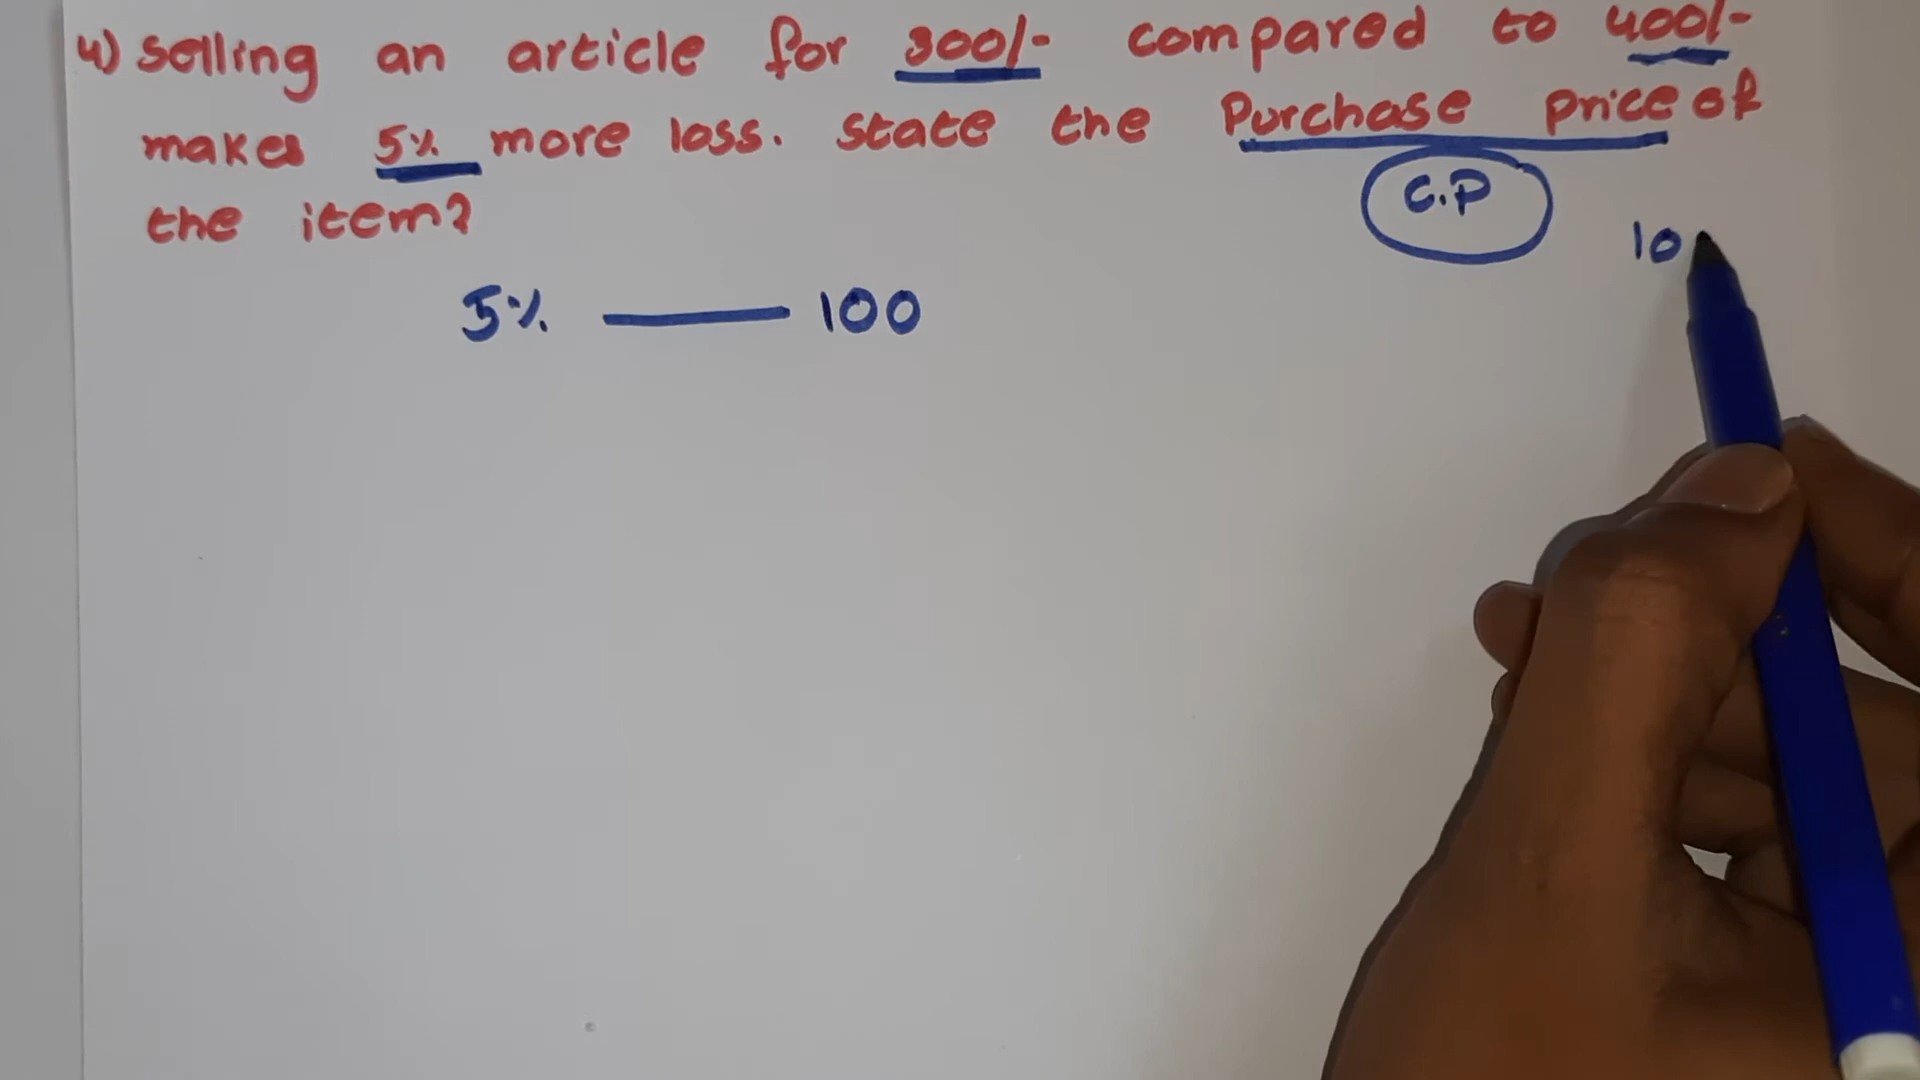 4) Selling an article for 300/- compared to 400/-
makes 5% more loss. State the Purchase Price of
the item?
C.P
10
5% —— 100